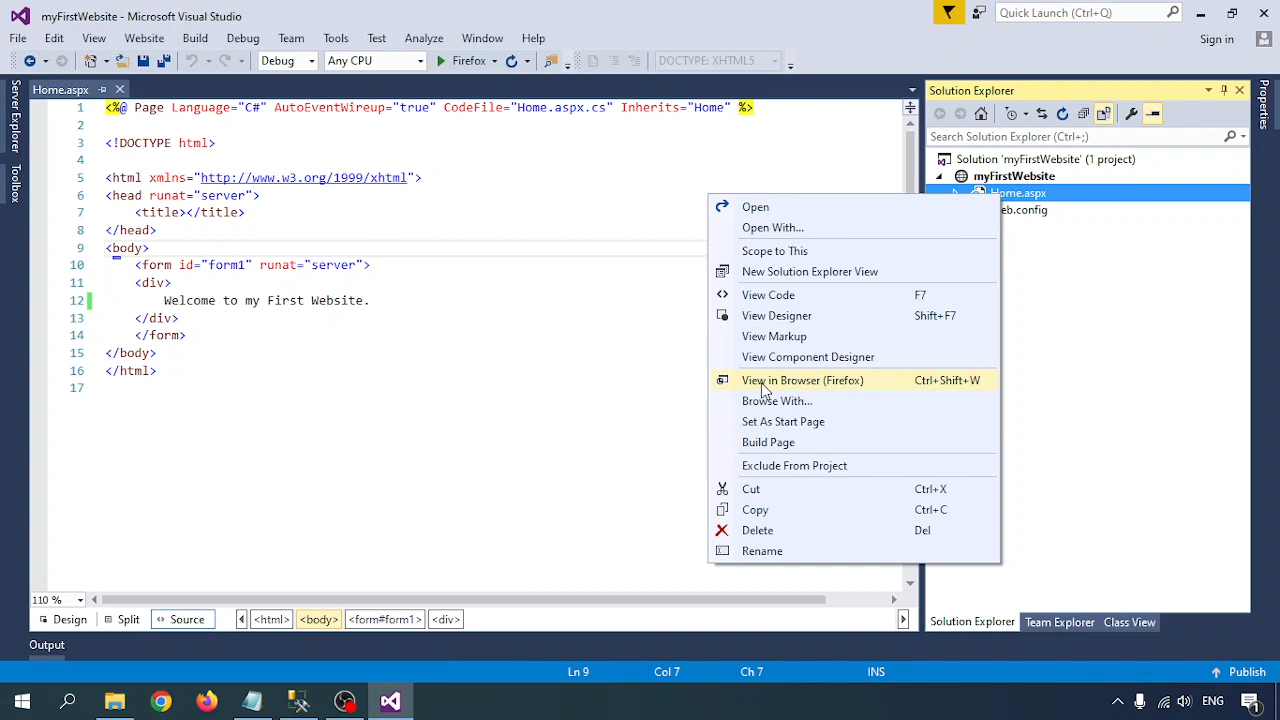 myFirstWebsite - Microsoft Visual Studio
Quick Launch (Ctrl+Q)
File Edit View Website Build Debug Team Tools Test Analyze Window Help
Sign in
Debug Any CPU Firefox DOCTYPE: XHTML5
Server Explorer
Toolbox
Home.aspx
1 <%@ Page Language="C#" AutoEventWireup="true" CodeFile="Home.aspx.cs" Inherits="Home" %>
2
3 <!DOCTYPE html>
4
5 <html xmlns="http://www.w3.org/1999/xhtml">
6 <head runat="server">
7 <title></title>
8 </head>
9 <body>
10 <form id="form1" runat="server">
11 <div>
12 Welcome to my First Website.
13 </div>
14 </form>
15 </body>
16 </html>
17
110 %
Design Split Source <html> <body> <form#form1> <div>
Open
Open With...
Scope to This
New Solution Explorer View
View Code F7
View Designer Shift+F7
View Markup
View Component Designer
View in Browser (Firefox) Ctrl+Shift+W
Browse With...
Set As Start Page
Build Page
Exclude From Project
Cut Ctrl+X
Copy Ctrl+C
Delete Del
Rename
Solution Explorer
Search Solution Explorer (Ctrl+;)
Solution 'myFirstWebsite' (1 project)
myFirstWebsite
Home.aspx
eb.config
Solution Explorer Team Explorer Class View
Properties
Output
Ln 9 Col 7 Ch 7 INS Publish
ENG
1